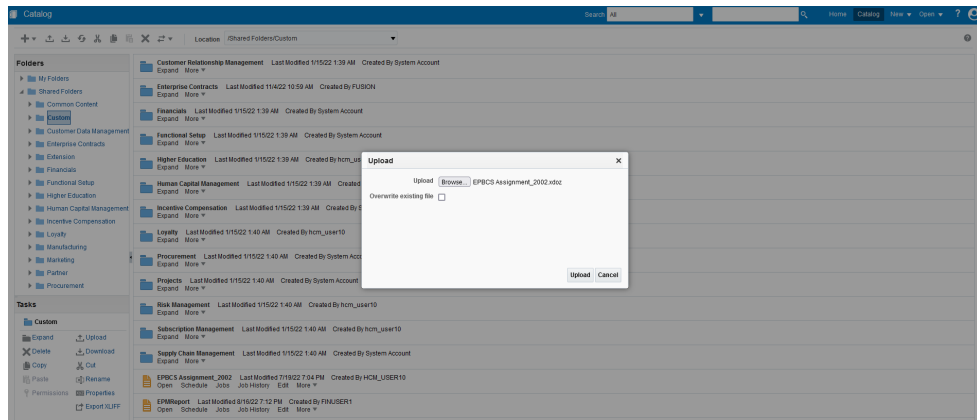 Catalog
Search All
Home Catalog New Open ?
Location /Shared Folders/Custom
Folders
My Folders
Shared Folders
Common Content
Custom
Customer Data Management
Enterprise Contracts
Extension
Financials
Functional Setup
Higher Education
Human Capital Management
Incentive Compensation
Loyalty
Manufacturing
Marketing
Partner
Procurement
Tasks
Custom
Expand Upload
Delete Download
Copy Cut
Paste Rename
Permissions Properties
Export XLIFF
Customer Relationship Management Last Modified 1/15/22 1:39 AM Created By System Account
Expand More
Enterprise Contracts Last Modified 11/4/22 10:59 AM Created By FUSION
Expand More
Financials Last Modified 1/15/22 1:39 AM Created By System Account
Expand More
Functional Setup Last Modified 1/15/22 1:39 AM Created By System Account
Expand More
Higher Education Last Modified 1/15/22 1:39 AM Created By hcm_us
Expand More
Human Capital Management Last Modified 1/15/22 1:39 AM Created
Expand More
Incentive Compensation Last Modified 1/15/22 1:39 AM Created By S
Expand More
Loyalty Last Modified 1/15/22 1:40 AM Created By hcm_user10
Expand More
Procurement Last Modified 1/15/22 1:40 AM Created By System Acco
Expand More
Projects Last Modified 1/15/22 1:40 AM Created By System Account
Expand More
Risk Management Last Modified 1/15/22 1:40 AM Created By hcm_user10
Expand More
Subscription Management Last Modified 1/15/22 1:40 AM Created By hcm_user10
Expand More
Supply Chain Management Last Modified 1/15/22 1:40 AM Created By System Account
Expand More
EPBCS Assignment_2002 Last Modified 7/19/22 7:04 PM Created By HCM_USER10
Open Schedule Jobs Job History Edit More
EPMReport Last Modified 8/16/22 7:12 PM Created By FINUSER1
Open Schedule Jobs Job History Edit More
Upload
Upload Browse... EPBCS Assignment_2002.xdoz
Overwrite existing file
Upload Cancel